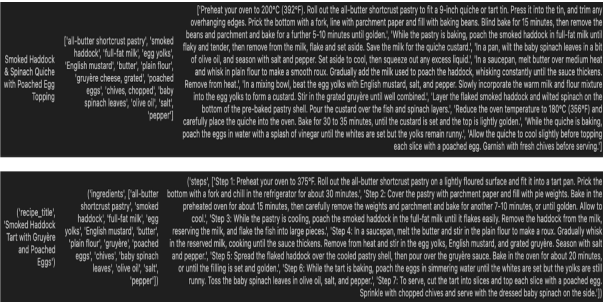 Smoked Haddock
& Spinach Quiche
with Poached Egg
Topping
['all-butter shortcrust pastry', 'smoked
haddock', 'full-fat milk', 'egg yolks',
'English mustard', 'butter', 'plain flour',
'gruyère cheese, grated', 'poached
eggs', 'chives, chopped', 'baby
spinach leaves', 'olive oil', 'salt',
'pepper']
['Preheat your oven to 200°C (392°F). Roll out the all-butter shortcrust pastry to fit a 9-inch quiche or tart tin. Press it into the tin, and trim any
overhanging edges. Prick the bottom with a fork, line with parchment paper and fill with baking beans. Blind bake for 15 minutes, then remove the
beans and parchment and bake for a further 5-10 minutes until golden.', 'While the pastry is baking, poach the smoked haddock in full-fat milk until
flaky and tender, then remove from the milk, flake and set aside. Save the milk for the quiche custard.', 'In a pan, wilt the baby spinach leaves in a bit
of olive oil, and season with salt and pepper. Set aside to cool, then squeeze out any excess liquid.', 'In a saucepan, melt butter over medium heat
and whisk in plain flour to make a smooth roux. Gradually add the milk used to poach the haddock, whisking constantly until the sauce thickens.
Remove from heat.', 'In a mixing bowl, beat the egg yolks with English mustard, salt, and pepper. Slowly incorporate the warm milk and flour mixture
into the egg yolks to form a custard. Stir in the grated gruyère until well combined.', 'Layer the flaked smoked haddock and wilted spinach on the
bottom of the pre-baked pastry shell. Pour the custard over the fish and spinach layers.', 'Reduce the oven temperature to 180°C (356°F) and
carefully place the quiche into the oven. Bake for 30 to 35 minutes, until the custard is set and the top is lightly golden.', 'While the quiche is baking,
poach the eggs in water with a splash of vinegar until the whites are set but the yolks remain runny.', 'Allow the quiche to cool slightly before topping
each slice with a poached egg. Garnish with fresh chives before serving.']
('recipe_title',
'Smoked Haddock
Tart with Gruyère
and Poached
Eggs')
('ingredients', ['all-butter
shortcrust pastry', 'smoked
haddock', 'full-fat milk', 'egg
yolks', 'English mustard', 'butter',
'plain flour', 'gruyère', 'poached
eggs', 'chives', 'baby spinach
leaves', 'olive oil', 'salt',
'pepper'])
('steps', ['Step 1: Preheat your oven to 375°F. Roll out the all-butter shortcrust pastry on a lightly floured surface and fit it into a tart pan. Prick the
bottom with a fork and chill in the refrigerator for about 30 minutes.', 'Step 2: Cover the pastry with parchment paper and fill with pie weights. Bake in the
preheated oven for about 15 minutes, then carefully remove the weights and parchment and bake for another 7-10 minutes, or until golden. Allow to
cool.', 'Step 3: While the pastry is cooling, poach the smoked haddock in the full-fat milk until it flakes easily. Remove the haddock from the milk,
reserving the milk, and flake the fish into large pieces.', 'Step 4: In a saucepan, melt the butter and stir in the plain flour to make a roux. Gradually whisk
in the reserved milk, cooking until the sauce thickens. Remove from heat and stir in the egg yolks, English mustard, and grated gruyère. Season with salt
and pepper.', 'Step 5: Spread the flaked haddock over the cooled pastry shell, then pour over the gruyère sauce. Bake in the oven for about 20 minutes,
or until the filling is set and golden.', 'Step 6: While the tart is baking, poach the eggs in simmering water until the whites are set but the yolks are still
runny. Toss the baby spinach leaves in olive oil, salt, and pepper.', 'Step 7: To serve, cut the tart into slices and top each slice with a poached egg.
Sprinkle with chopped chives and serve with the dressed baby spinach on the side.'])